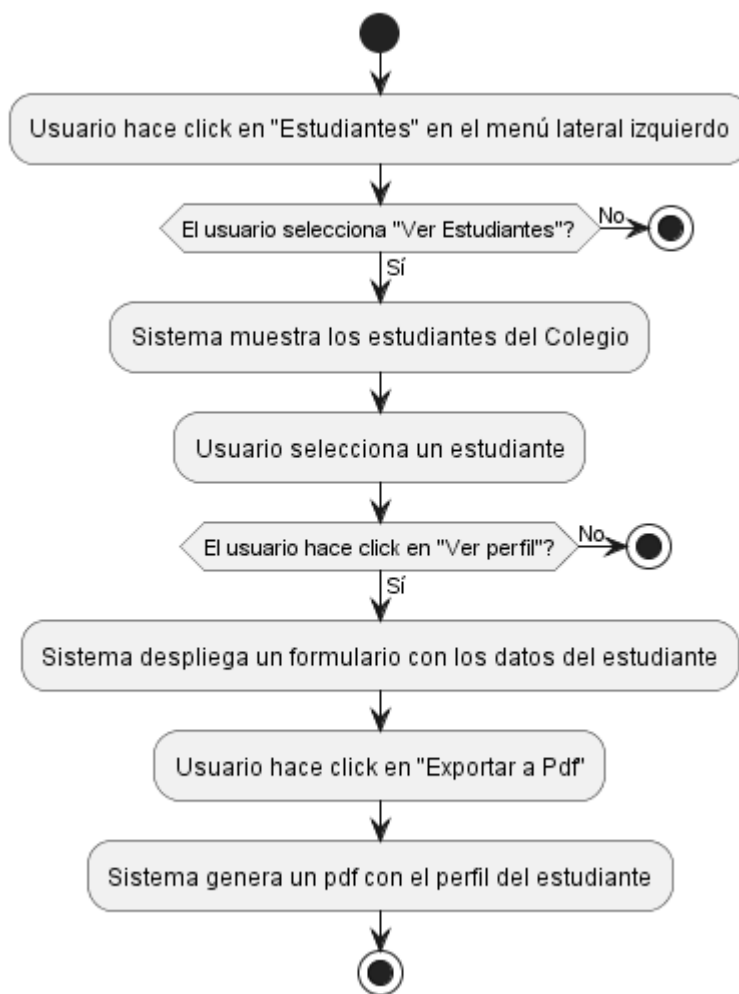 Usuario hace click en "Estudiantes" en el menú lateral izquierdo
El usuario selecciona "Ver Estudiantes"?
No
Sí
Sistema muestra los estudiantes del Colegio
Usuario selecciona un estudiante
El usuario hace click en "Ver perfil"?
No
Sí
Sistema despliega un formulario con los datos del estudiante
Usuario hace click en "Exportar a Pdf"
Sistema genera un pdf con el perfil del estudiante